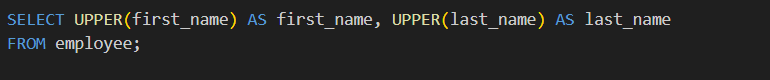 SELECT UPPER(first_name) AS first_name, UPPER(last_name) AS last_name
FROM employee;